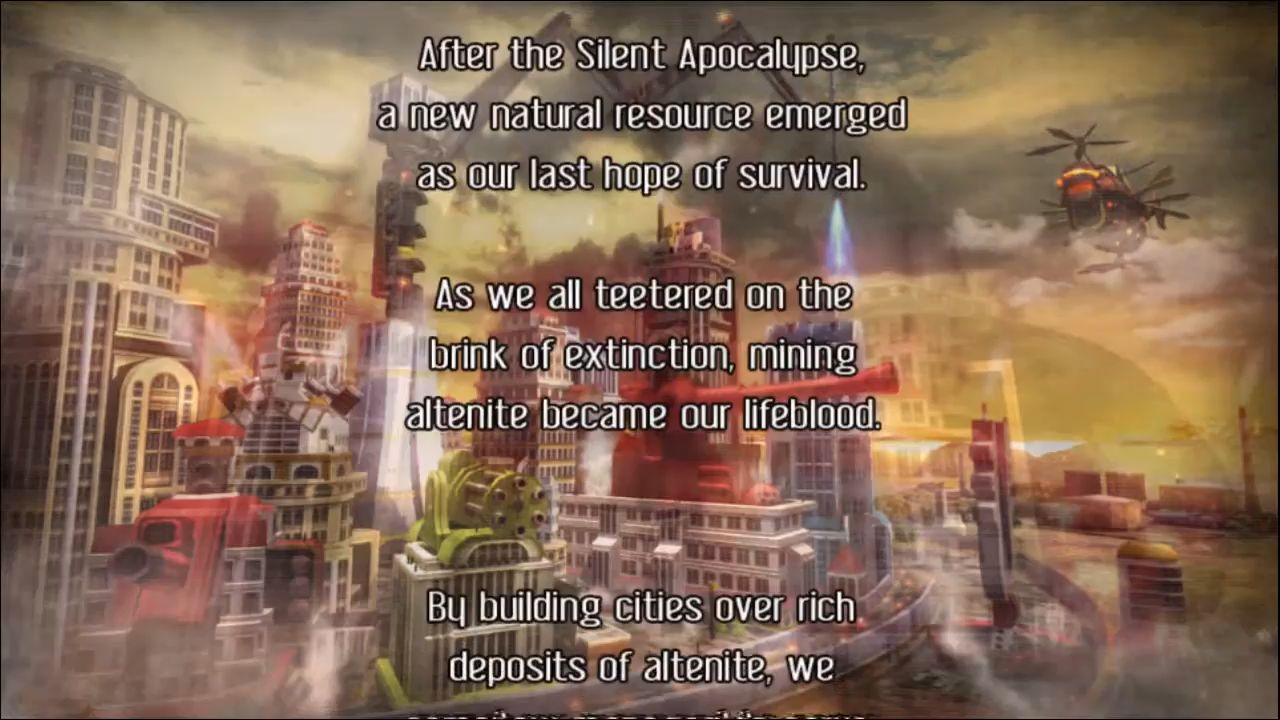 After the Silent Apocalypse,
a new natural resource emerged
as our last hope of survival.
As we all teetered on the
brink of extinction, mining
altenite became our lifeblood.
By building cities over rich
deposits of altenite, we